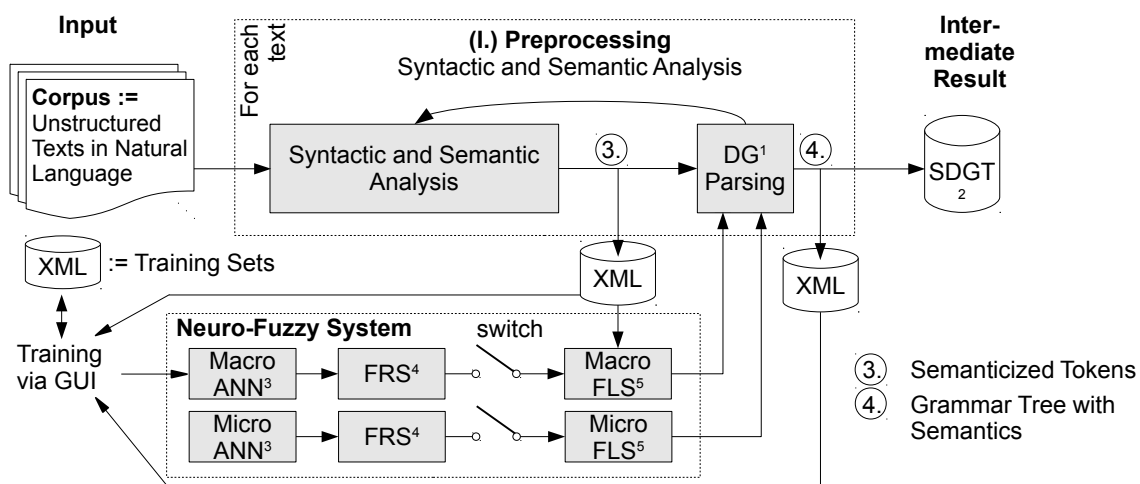 Input
For each
text
(I.) Preprocessing
Syntactic and Semantic Analysis
Inter-
mediate
Result
Corpus :=
Unstructured
Texts in Natural
Language
Syntactic and Semantic
Analysis
3.
DG¹
Parsing
4.
SDGT
2
XML
:= Training Sets
XML
XML
Neuro-Fuzzy System
switch
Training
via GUI
Macro
ANN³
FRS⁴
Macro
FLS⁵
Micro
ANN³
FRS⁴
Micro
FLS⁵
3.
Semanticized Tokens
4.
Grammar Tree with
Semantics